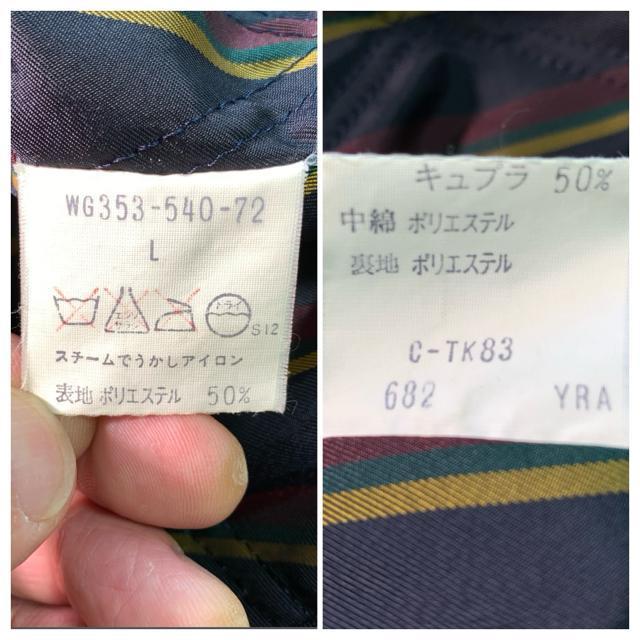 WG353-540-72
L
エンソ
サラシ
ドライ
S12
スチームでうかしアイロン
表地 ポリエステル 50%
キュプラ 50%
中綿 ポリエステル
裏地 ポリエステル
C-TK83
682 YRA